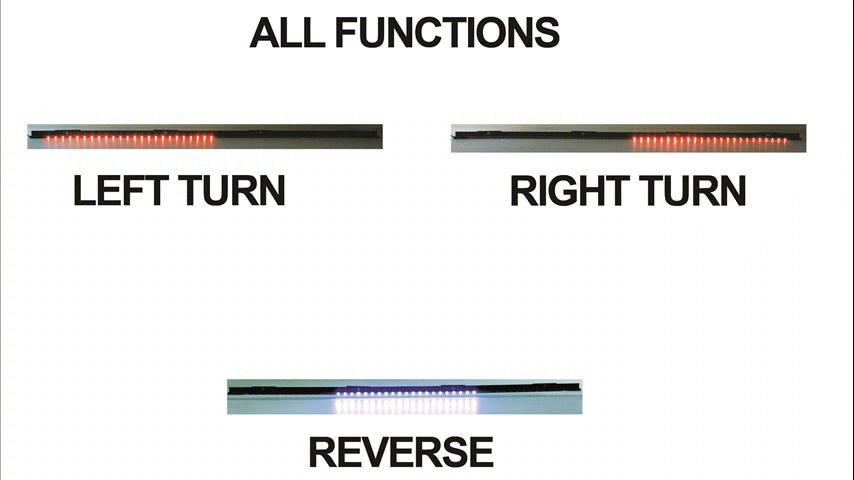 ALL FUNCTIONS
LEFT TURN
RIGHT TURN
REVERSE